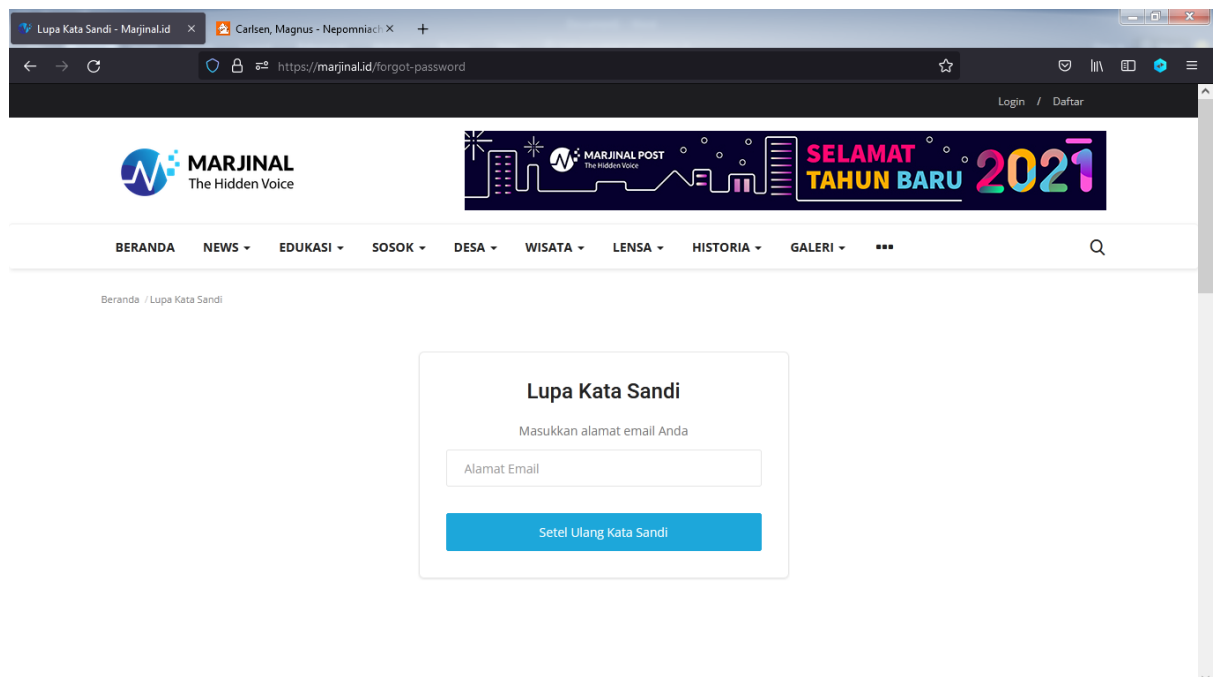 Lupa Kata Sandi - Marjinal.id
Carlsen, Magnus - Nepomniach
https://marjinal.id/forgot-password
Login / Daftar
MARJINAL
The Hidden Voice
MARJINAL POST
The Hidden Voice
SELAMAT
TAHUN BARU
2021
BERANDA NEWS EDUKASI SOSOK DESA WISATA LENSA HISTORIA GALERI
Beranda / Lupa Kata Sandi
Lupa Kata Sandi
Masukkan alamat email Anda
Alamat Email
Setel Ulang Kata Sandi